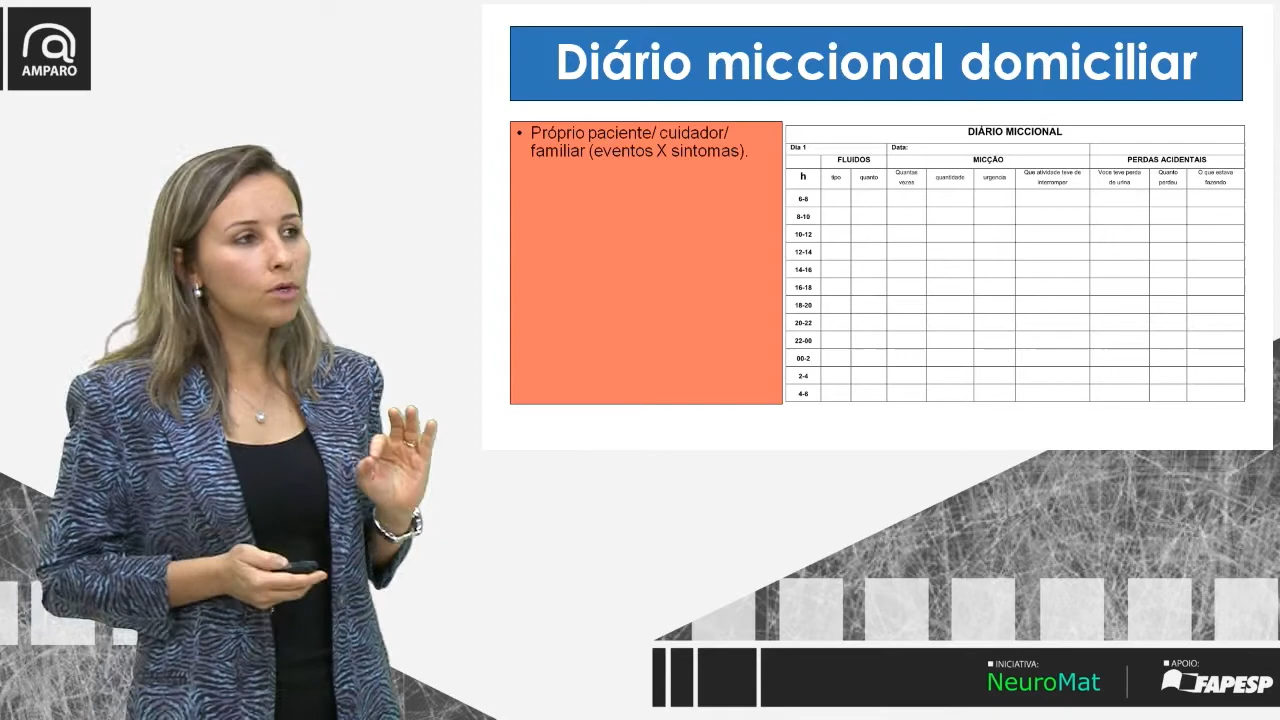 AMPARO
Diário miccional domiciliar
• Próprio paciente/ cuidador/
familiar (eventos X sintomas).
DIÁRIO MICCIONAL
Dia 1 Data:
FLUIDOS MICÇÃO PERDAS ACIDENTAIS
h tipo quanto Quantas vezes quantidade urgencia Que atividade teve de interromper Voce teve perda de urina Quanto perdeu O que estava fazendo
6-8
8-10
10-12
12-14
14-16
16-18
18-20
20-22
22-00
00-2
2-4
4-6
INICIATIVA:
NeuroMat
APOIO:
FAPESP